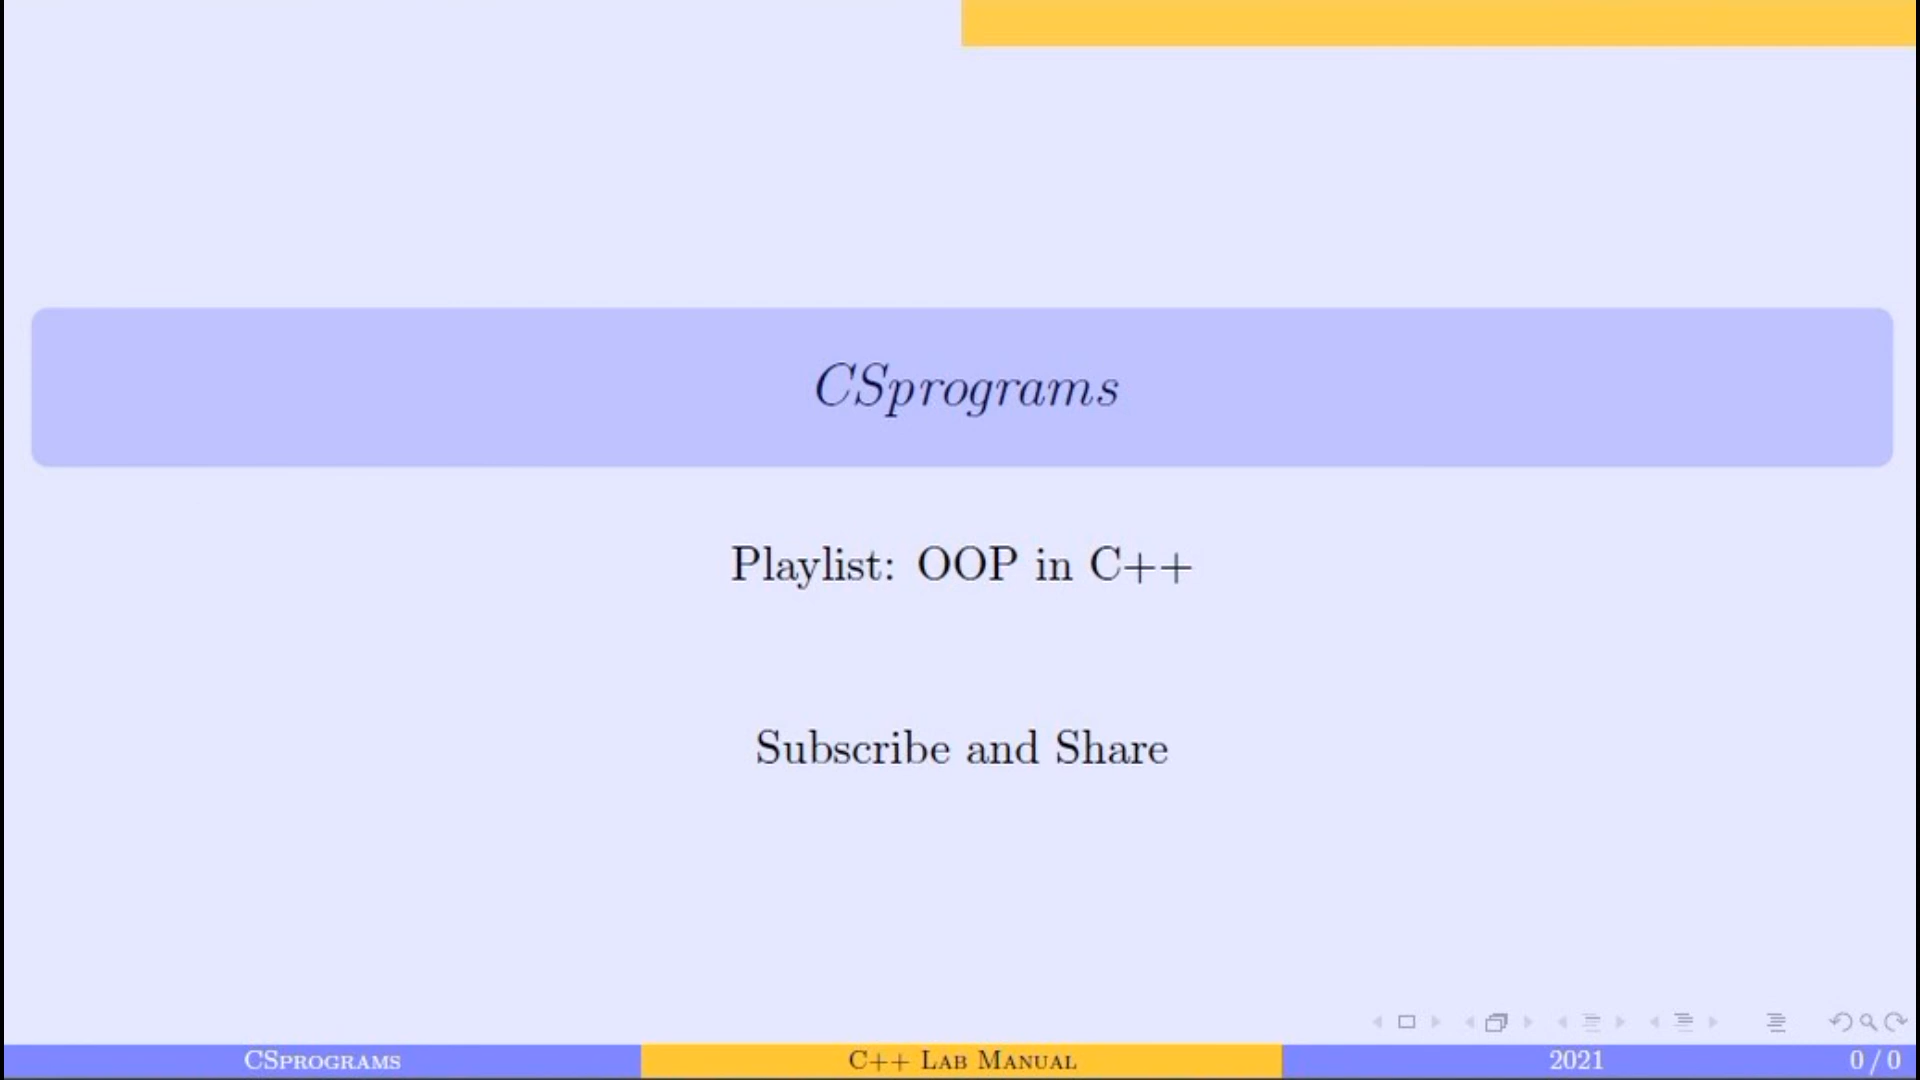 CSprograms
Playlist: OOP in C++
Subscribe and Share
CSPROGRAMS C++ LAB MANUAL 2021 0 / 0